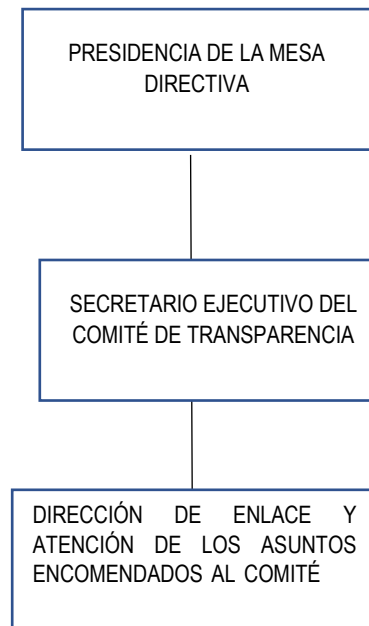 PRESIDENCIA DE LA MESA
DIRECTIVA
SECRETARIO EJECUTIVO DEL
COMITÉ DE TRANSPARENCIA
DIRECCIÓN DE ENLACE Y
ATENCIÓN DE LOS ASUNTOS
ENCOMENDADOS AL COMITÉ